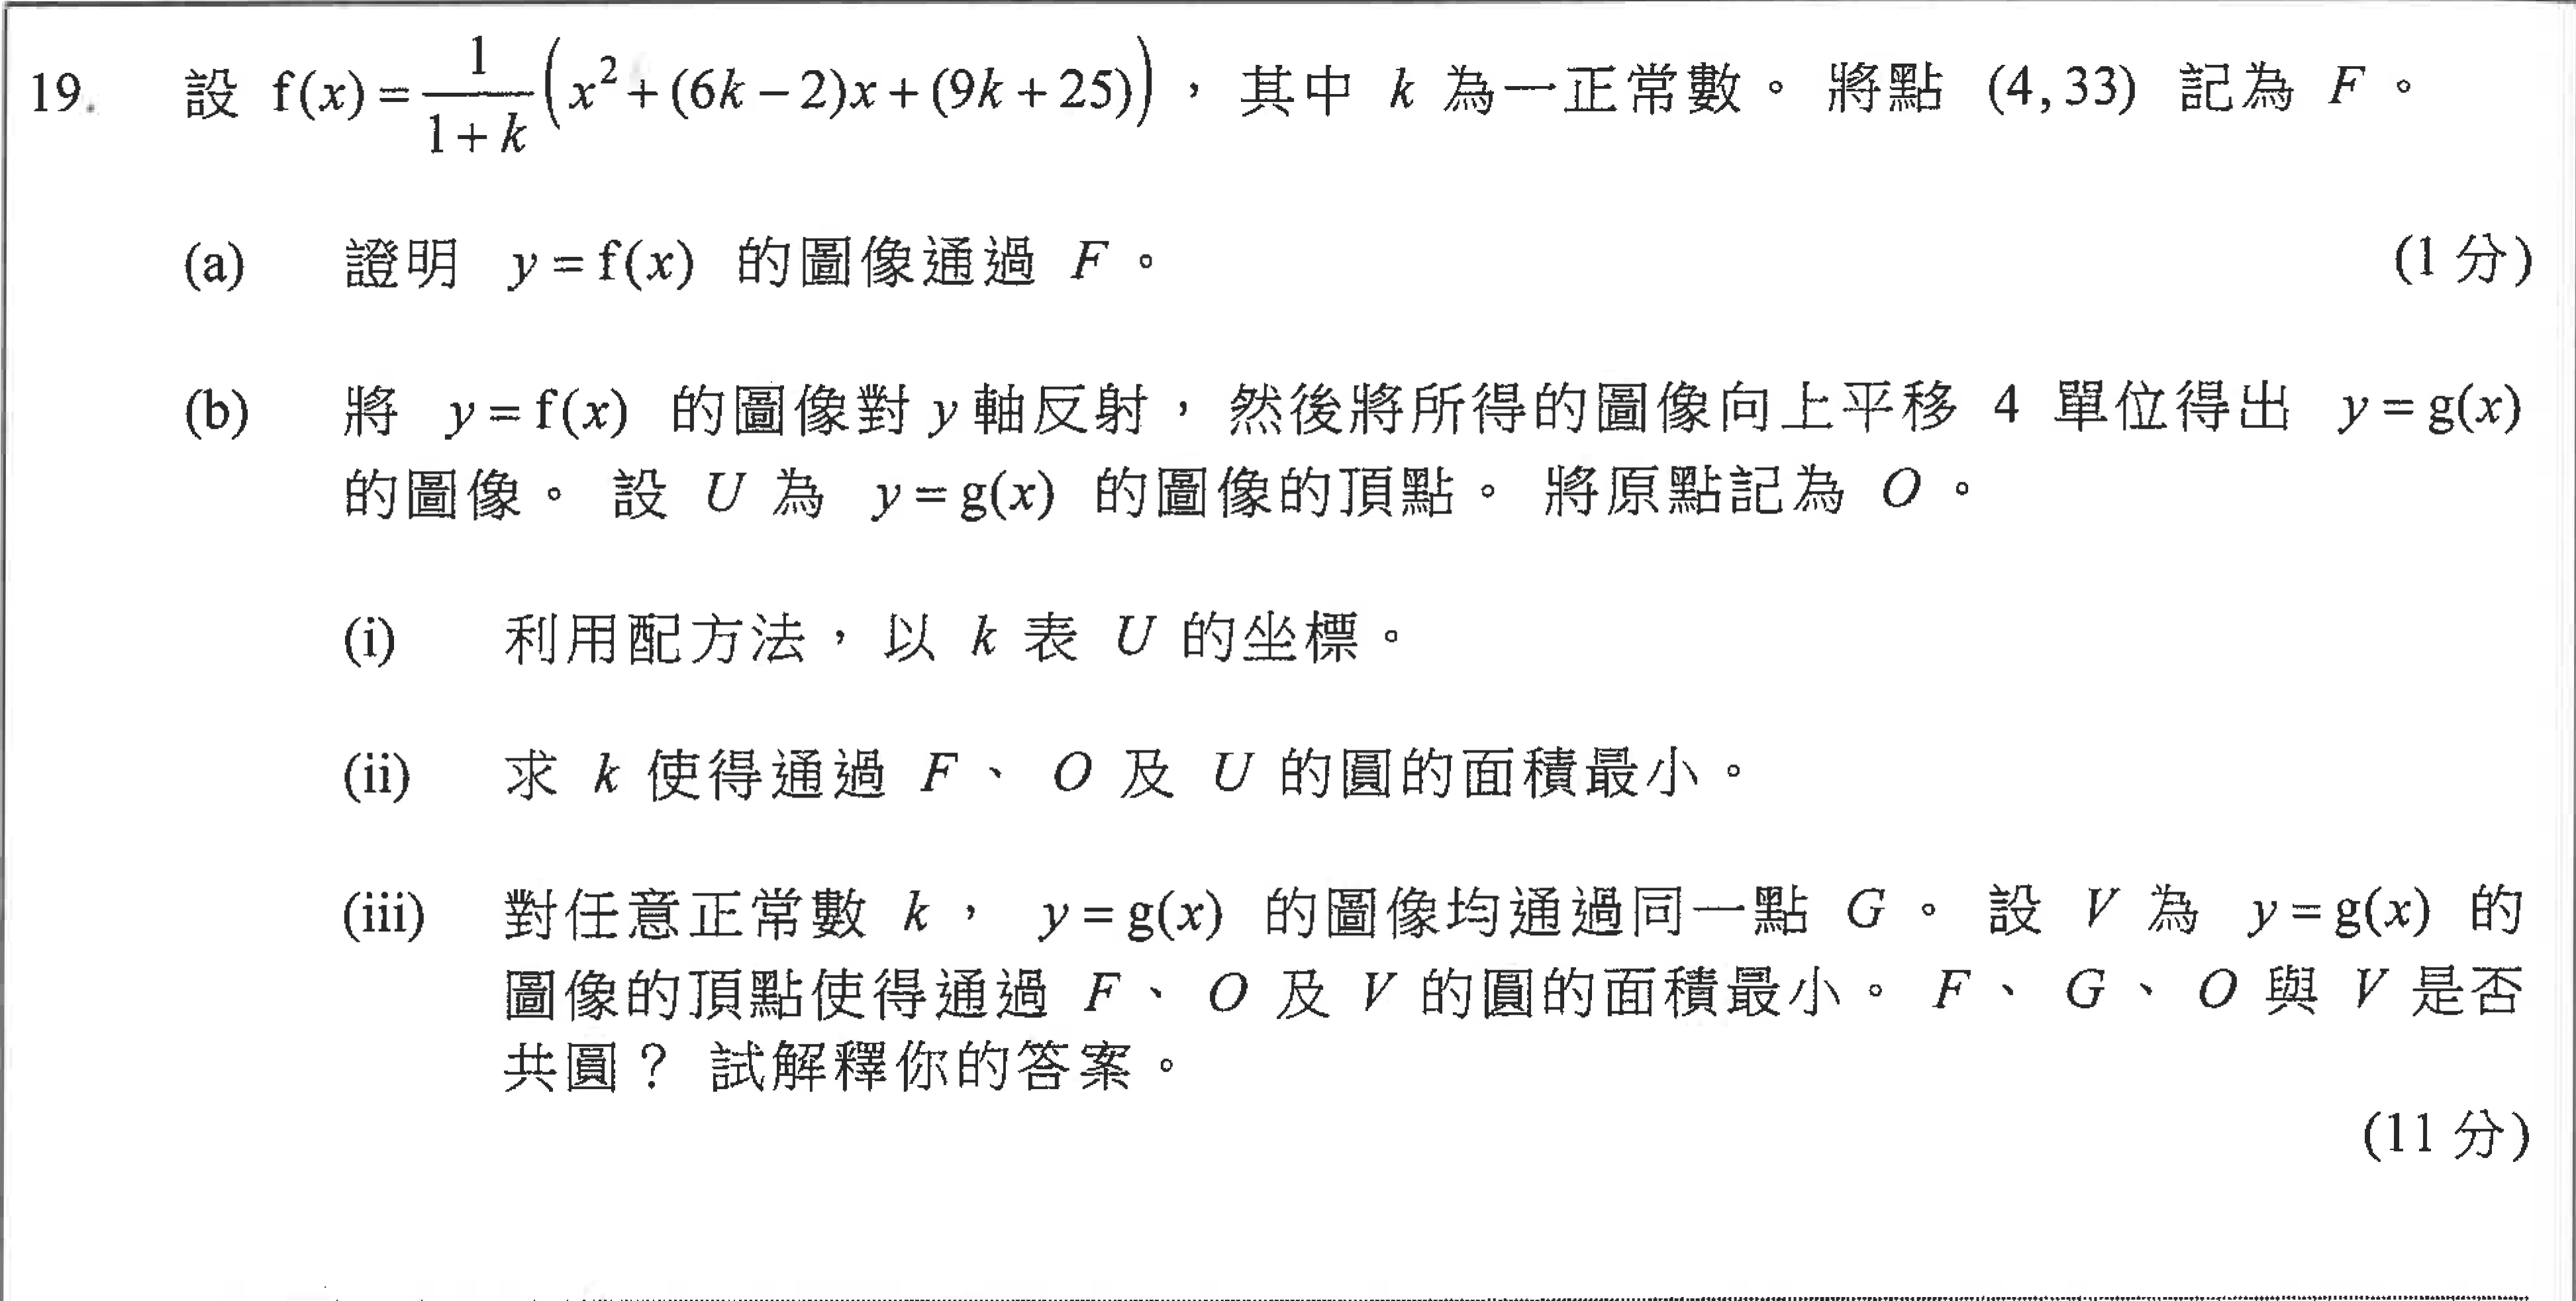 19. 設 f(x) = \frac{1}{1+k}(x^2 + (6k − 2)x + (9k + 25)) ，其中 k 為一正常數。 將點 (4, 33) 記為 F 。
(a) 證明 y = f(x) 的圖像通過 F 。 (1 分)
(b) 將 y = f(x) 的圖像對 y 軸反射，然後將所得的圖像向上平移 4 單位得出 y = g(x)
的圖像。 設 U 為 y = g(x) 的圖像的頂點。 將原點記為 O 。
(i) 利用配方法，以 k 表 U 的坐標。
(ii) 求 k 使得通過 F 、 O 及 U 的圓的面積最小。
(iii) 對任意正常數 k ， y = g(x) 的圖像均通過同一點 G 。 設 V 為 y = g(x) 的
圖像的頂點使得通過 F 、 O 及 V 的圓的面積最小。 F 、 G 、 O 與 V 是否
共圓？ 試解釋你的答案。
(11 分)